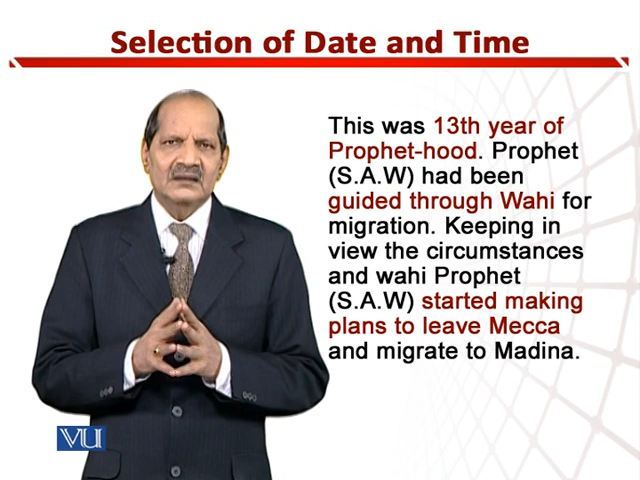 Selection of Date and Time
This was 13th year of
Prophet-hood. Prophet
(S.A.W) had been
guided through Wahi for
migration. Keeping in
view the circumstances
and wahi Prophet
(S.A.W) started making
plans to leave Mecca
and migrate to Madina.
VU